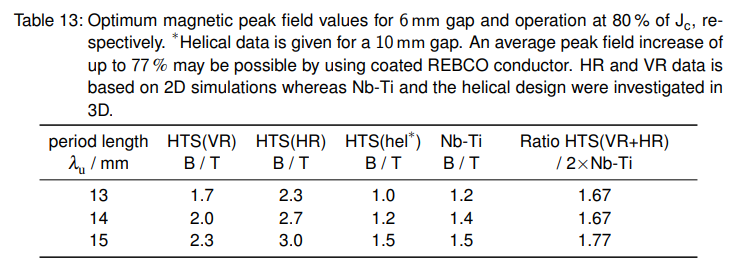 Table 13: Optimum magnetic peak field values for 6 mm gap and operation at 80 % of Jc, re-
spectively. *Helical data is given for a 10 mm gap. An average peak field increase of
up to 77 % may be possible by using coated REBCO conductor. HR and VR data is
based on 2D simulations whereas Nb-Ti and the helical design were investigated in
3D.
period length HTS(VR) HTS(HR) HTS(hel*) Nb-Ti Ratio HTS(VR+HR)
λu / mm B / T B / T B / T B / T / 2×Nb-Ti
13 1.7 2.3 1.0 1.2 1.67
14 2.0 2.7 1.2 1.4 1.67
15 2.3 3.0 1.5 1.5 1.77